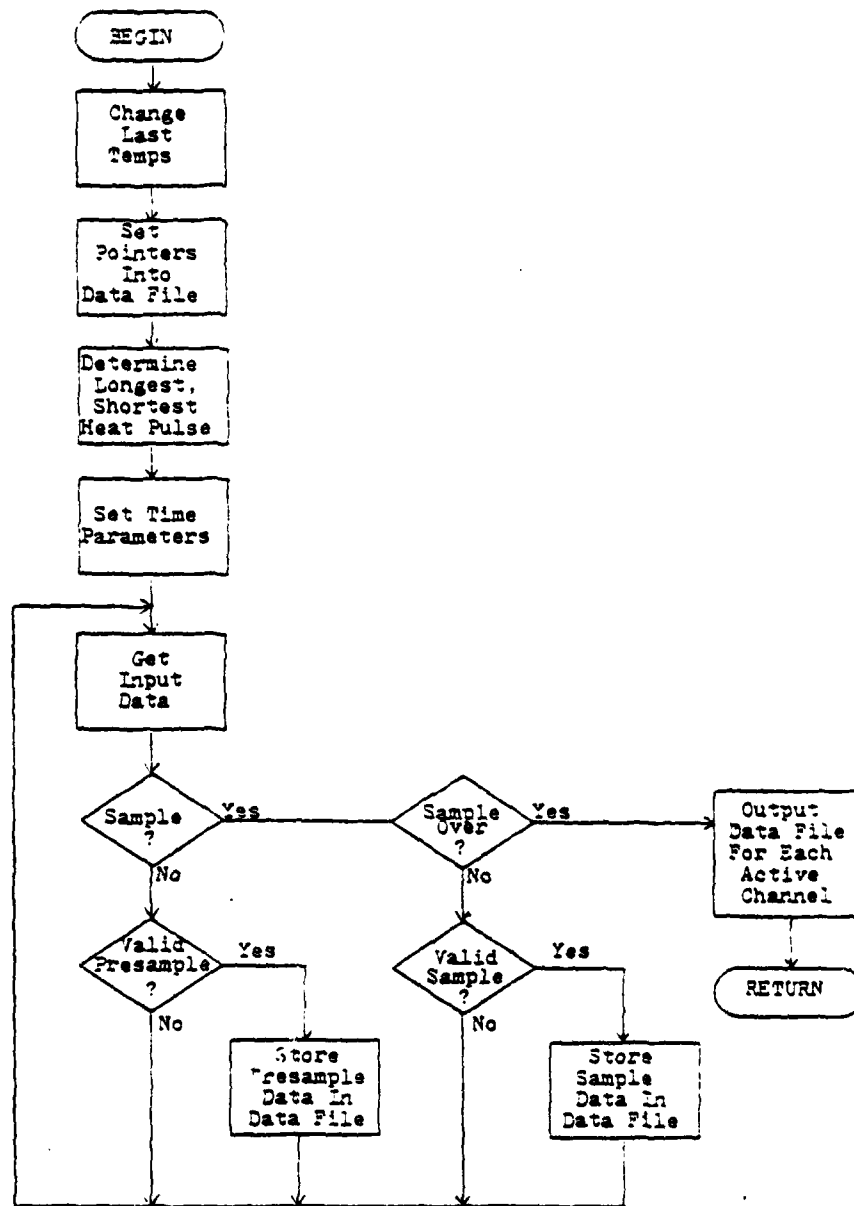 BEGIN
Change
Last
Temps
Set
Pointers
Into
Data File
Determine
Longest,
Shortest
Heat Pulse
Set Time
Parameters
Get
Input
Data
Sample
?
Yes
No
Sample
Over
?
Yes
No
Output
Data File
For Each
Active
Channel
RETURN
Valid
Presample
?
Yes
No
Valid
Sample
?
Yes
No
Store
Presample
Data In
Data File
Store
Sample
Data In
Data File